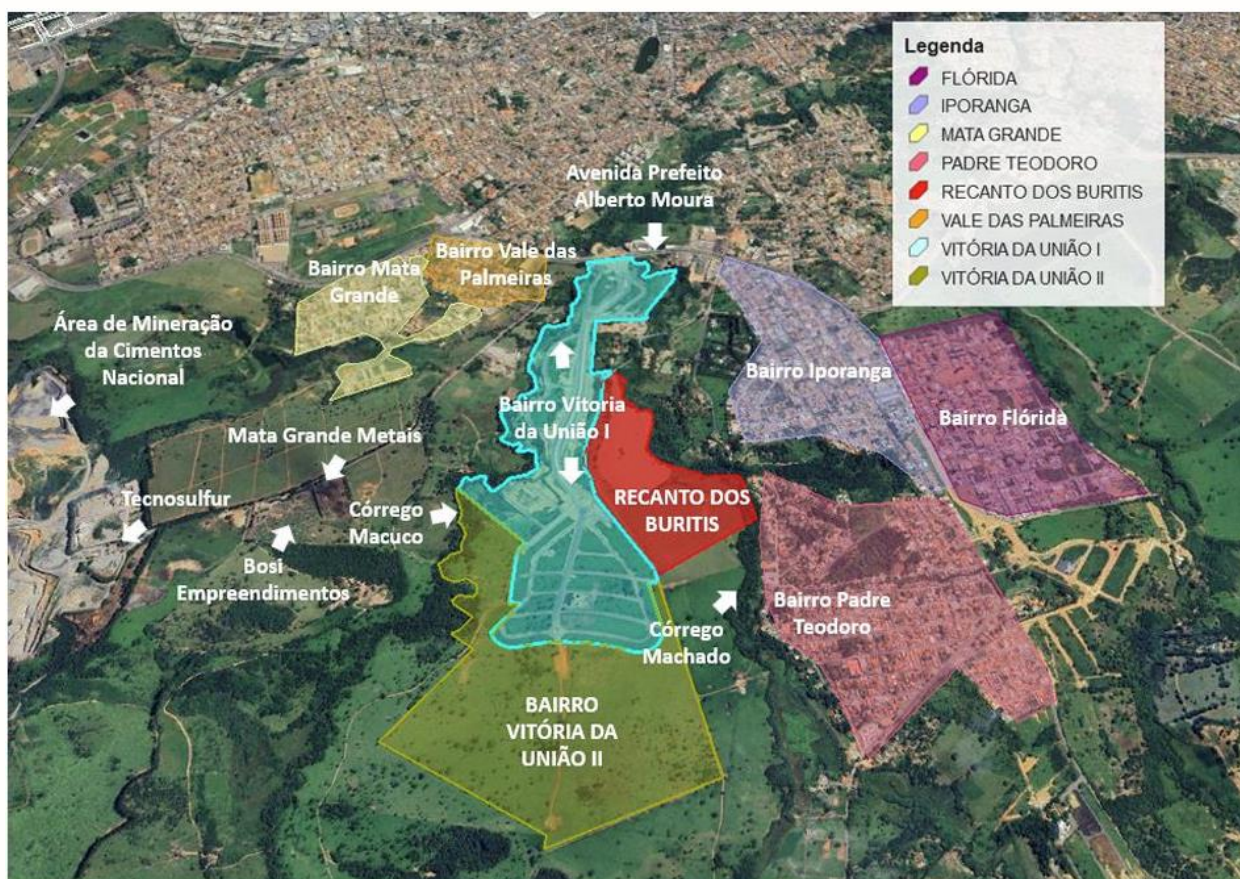 Legenda
FLÓRIDA
IPORANGA
MATA GRANDE
PADRE TEODORO
RECANTO DOS BURITIS
VALE DAS PALMEIRAS
VITÓRIA DA UNIÃO I
VITÓRIA DA UNIÃO II
Avenida Prefeito
Alberto Moura
Bairro Vale das
Palmeiras
Bairro Mata
Grande
Área de Mineração
da Cimentos
Nacional
Bairro Iporanga
Bairro Flórida
Bairro Vitoria
da União I
Mata Grande Metais
RECANTO DOS
BURITIS
Tecnosulfur
Córrego
Macuco
Bosi
Empreendimentos
Bairro Padre
Teodoro
Córrego
Machado
BAIRRO
VITÓRIA DA
UNIÃO II